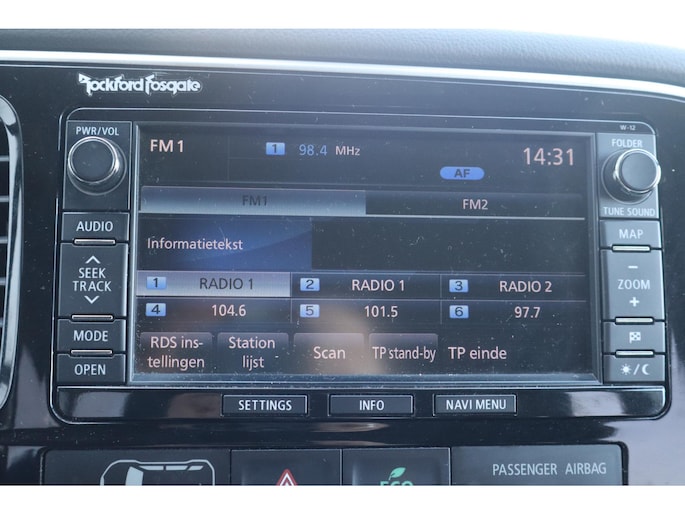 Rockford Fosgate
W-12
PWR/VOL
FOLDER
FM 1
1 98.4 MHz
14:31
AF
TUNE SOUND
FM1
FM2
AUDIO
MAP
Informatietekst
SEEK
TRACK
ZOOM
1 RADIO 1
2 RADIO 1
3 RADIO 2
4 104.6
5 101.5
6 97.7
MODE
RDS ins-
tellingen
Station
lijst
Scan
TP stand-by
TP einde
OPEN
SETTINGS
INFO
NAVI MENU
PASSENGER AIRBAG
ECO